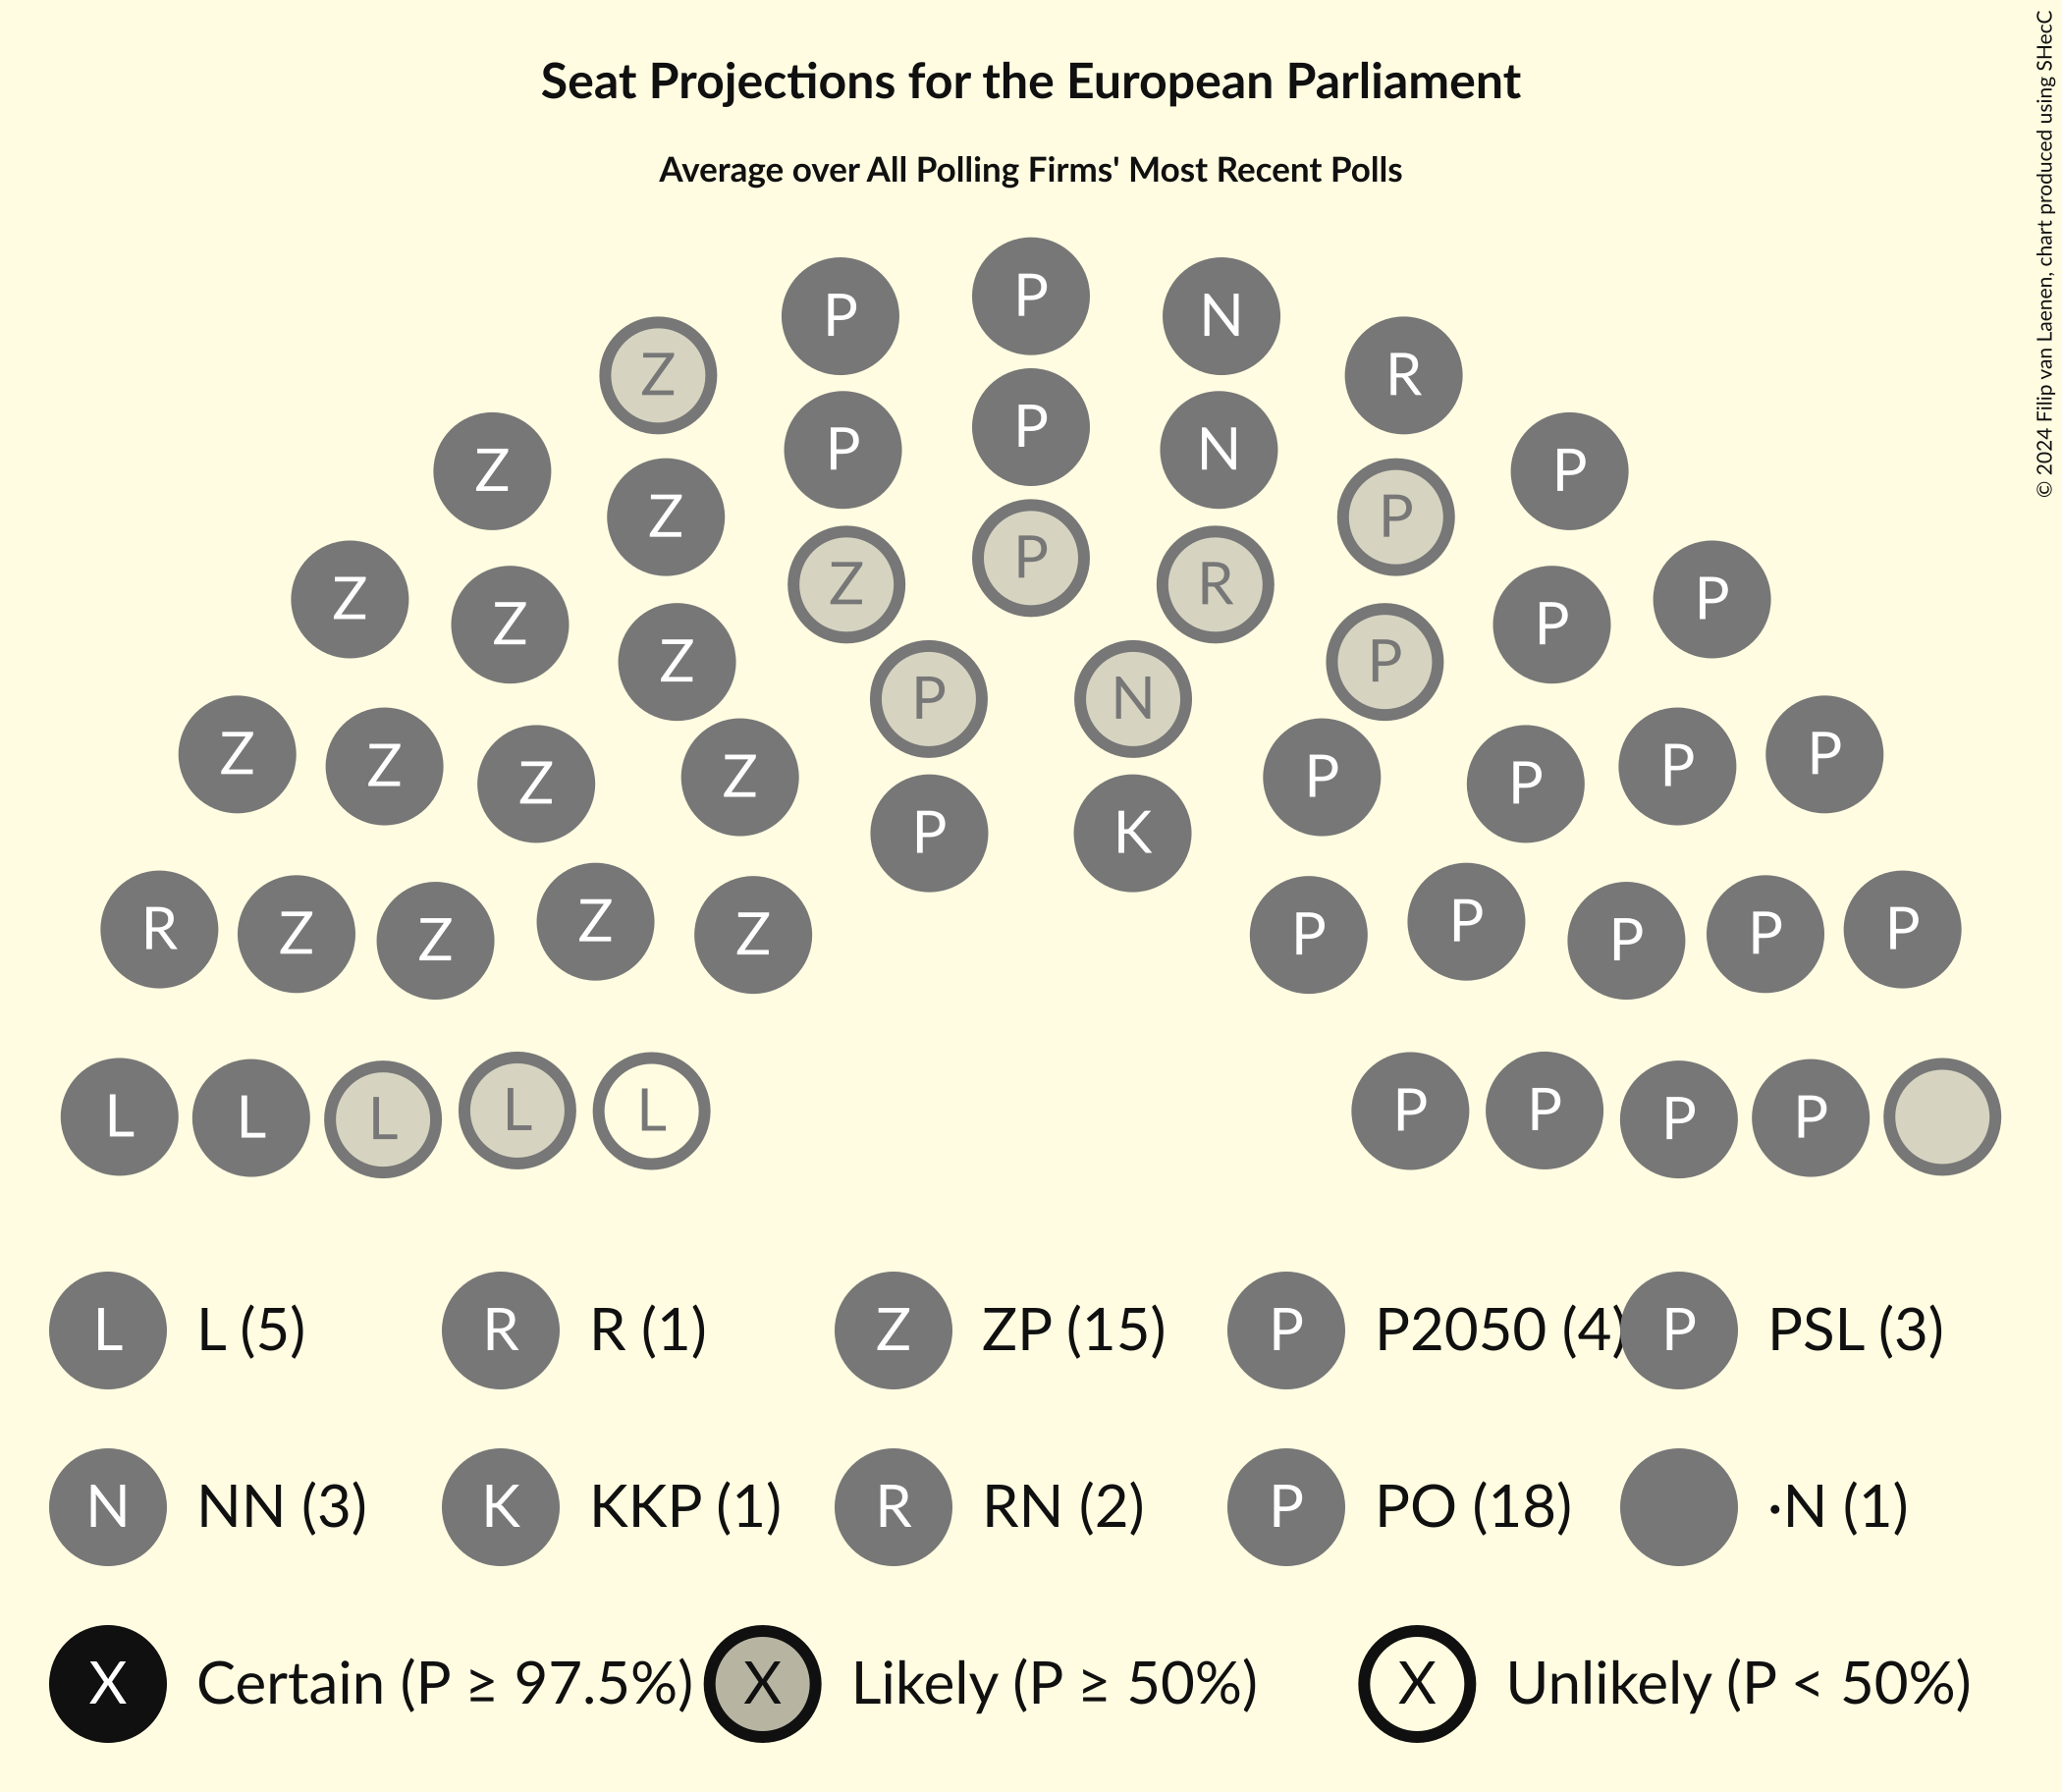 Seat Projections for the European Parliament
Average over All Polling Firms' Most Recent Polls
© 2024 Filip van Laenen, chart produced using SHecC
P
P N
Z R
P
P N
Z P
Z P
P
Z R
Z P
Z P
Z P
P N
Z Z Z Z P P P P
P K
R Z Z Z Z P P P P P
L L L L L P P P P
L L (5) R R (1) Z ZP (15) P P2050 (4) P PSL (3)
N NN (3) K KKP (1) R RN (2) P PO (18) •N (1)
X Certain (P ≥ 97.5%) X Likely (P ≥ 50%) X Unlikely (P < 50%)